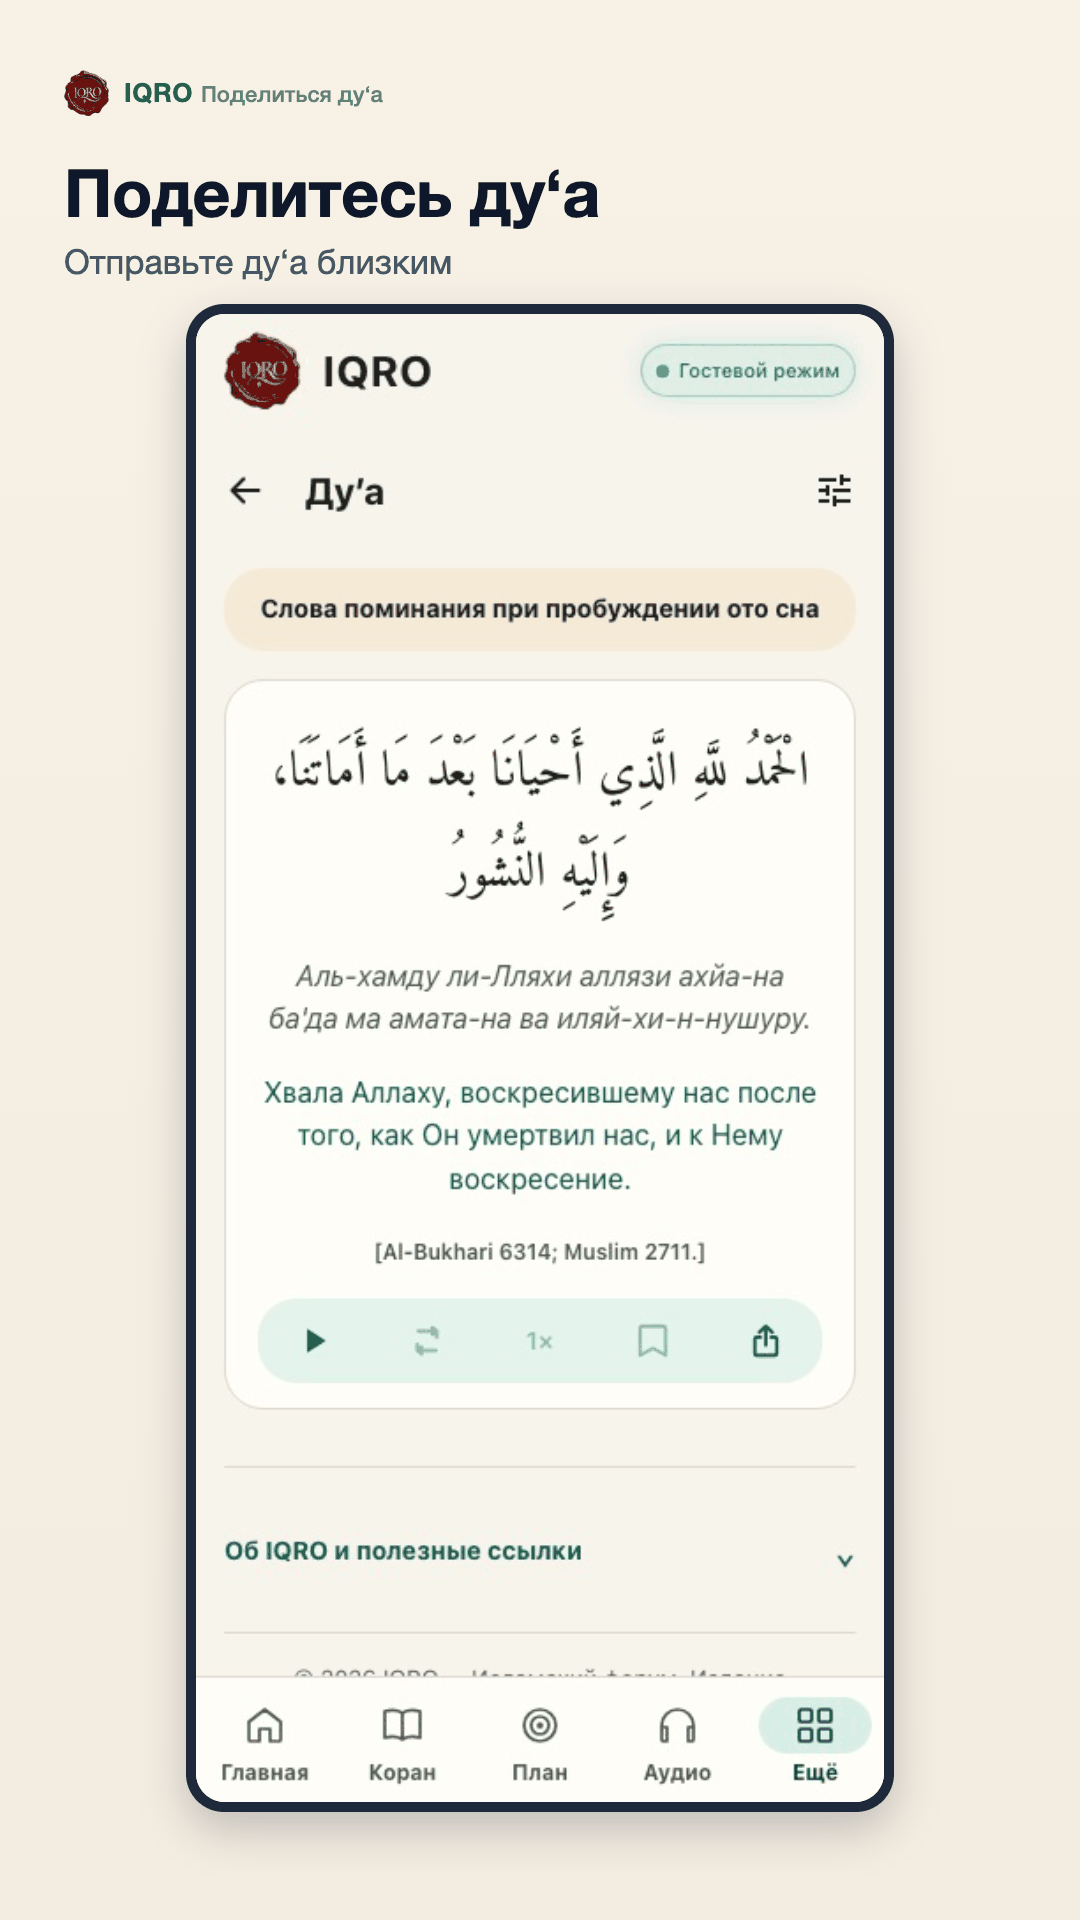 IQRO
IQRO Поделиться ду‘а
Поделитесь ду‘а
Отправьте ду‘а близким
IQRO
IQRO
Гостевой режим
Ду’а
Слова поминания при пробуждении ото сна
الْحَمْدُ للَّهِ الَّذِي أَحْيَانَا بَعْدَ مَا أَمَاتَنَا،
وَإِلَيْهِ النُّشُورُ
Аль-хамду ли-Лляхи аллязи ахйа-на
ба'да ма амата-на ва иляй-хи-н-нушуру.
Хвала Аллаху, воскресившему нас после
того, как Он умертвил нас, и к Нему
воскресение.
[Al-Bukhari 6314; Muslim 2711.]
1×
Об IQRO и полезные ссылки
Главная
Коран
План
Аудио
Ещё